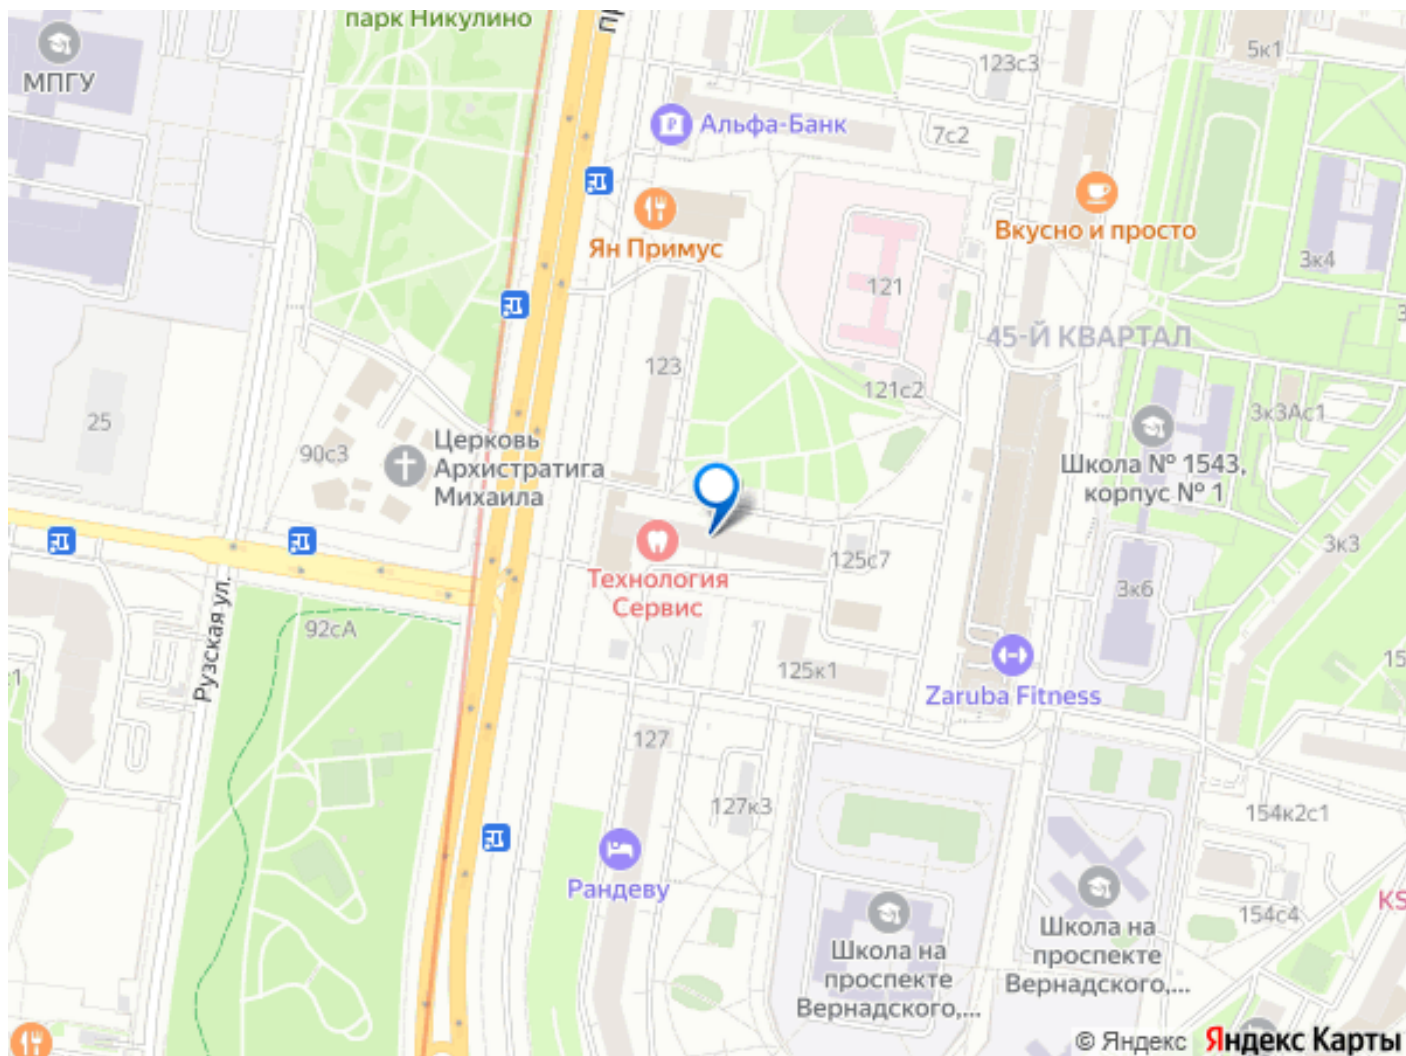 парк Никулино
МПГУ
5к1
123с3
Альфа-Банк
7с2
Ян Примус
Вкусно и просто
3к4
121
45-Й КВАРТАЛ
123
121с2
3к3Ас1
25
90с3
Церковь
Архистратига
Михаила
Школа № 1543,
корпус № 1
3к3
125с7
Технология
Сервис
3к6
Рузская ул.
92сА
125к1
Zaruba Fitness
127
127к3
154к2с1
Рандеву
KS
154с4
Школа на
проспекте
Вернадского,...
Школа на
проспекте
Вернадского,...
© Яндекс Яндекс Карты